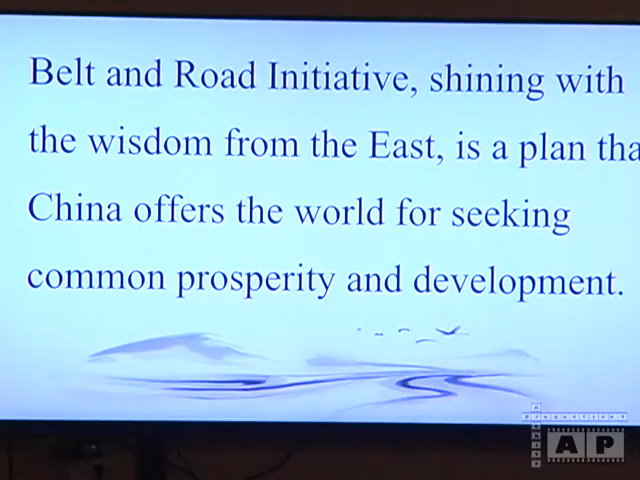 Belt and Road Initiative, shining with
the wisdom from the East, is a plan tha
China offers the world for seeking
common prosperity and development.
AP